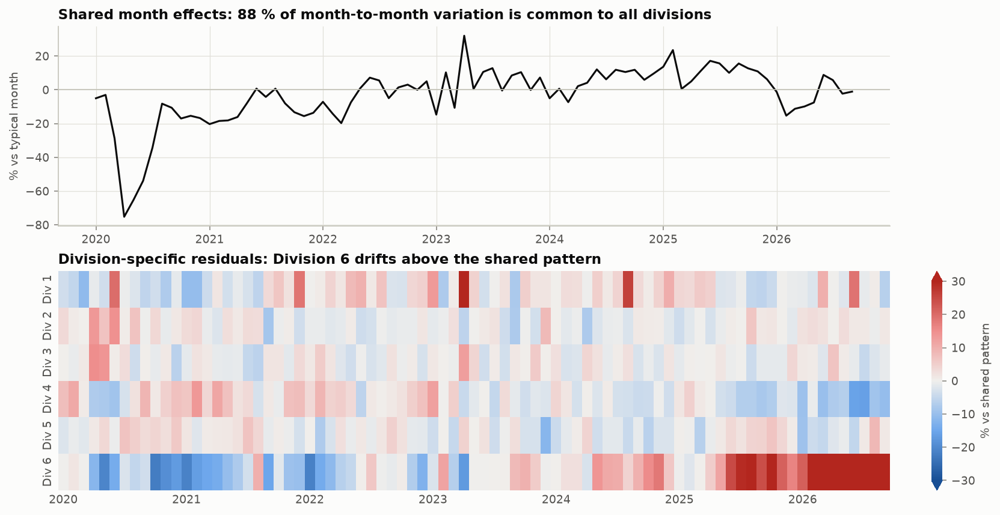 Shared month effects: 88 % of month-to-month variation is common to all divisions
% vs typical month
20
0
−20
−40
−60
−80
2020 2021 2022 2023 2024 2025 2026
Division-specific residuals: Division 6 drifts above the shared pattern
Div 1
Div 2
Div 3
Div 4
Div 5
Div 6
2020 2021 2022 2023 2024 2025 2026
30
20
10
0
−10
−20
−30
% vs shared pattern